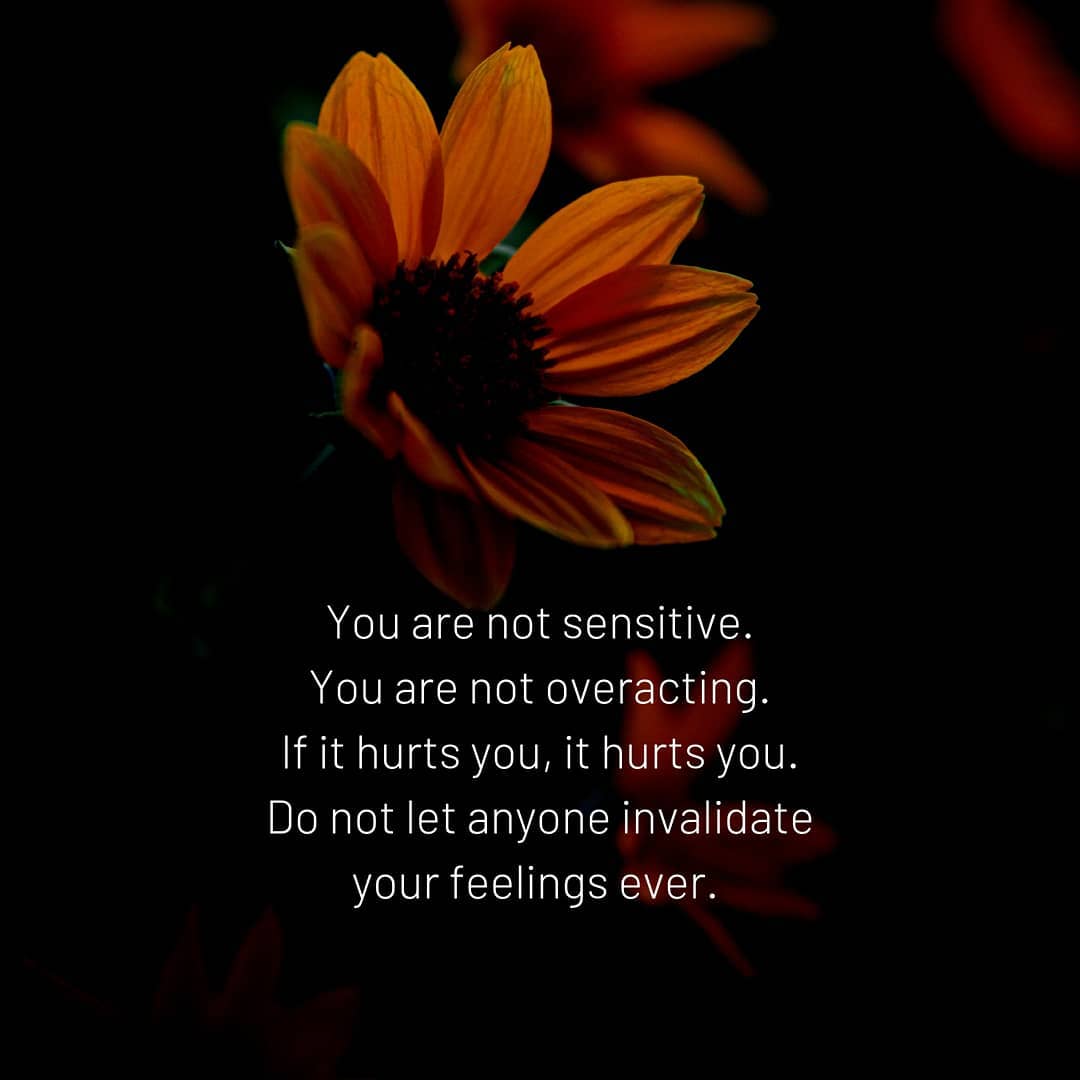 You are not sensitive.
You are not overacting.
If it hurts you, it hurts you.
Do not let anyone invalidate
your feelings ever.